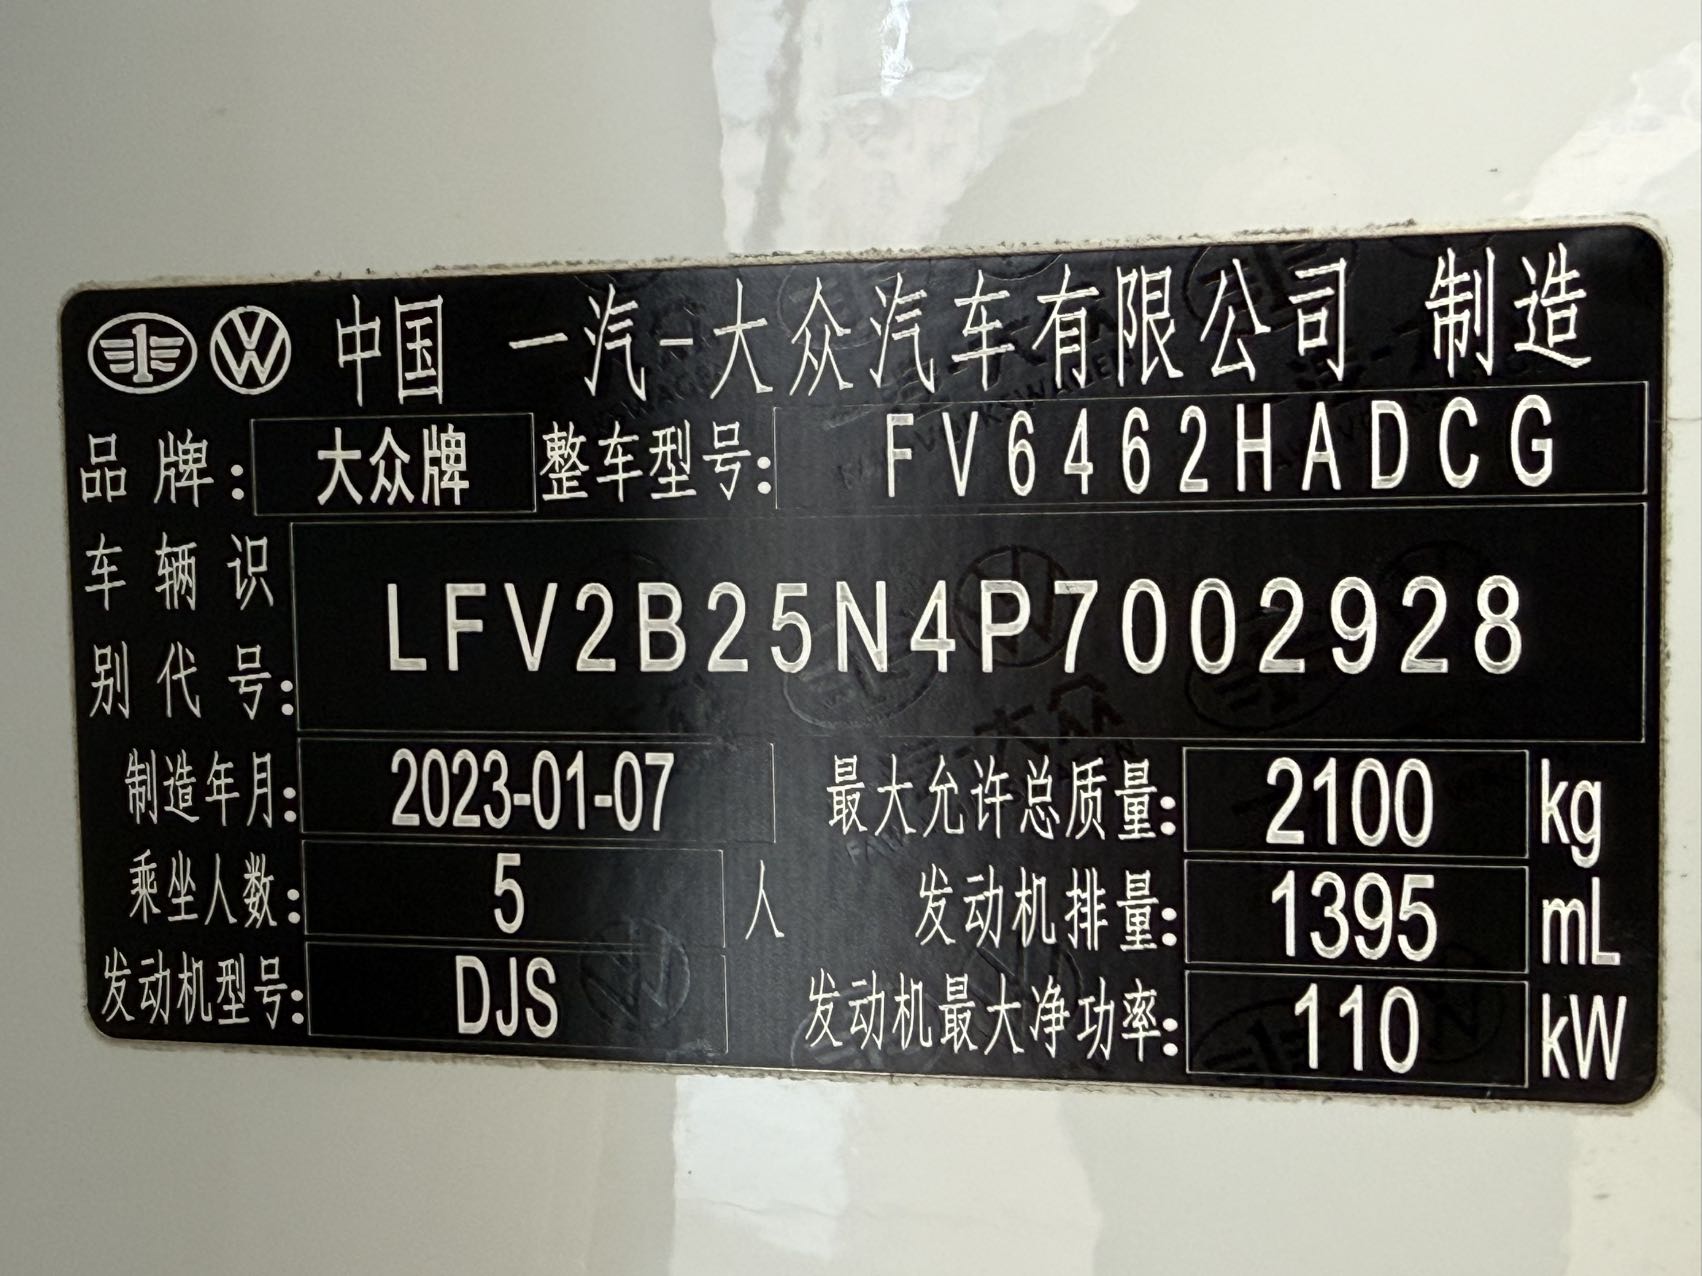 中国 一汽-大众汽车有限公司 制造
品牌: 大众牌 整车型号: FV6462HADCG
车辆识别代号: LFV2B25N4P7002928
制造年月: 2023-01-07 最大允许总质量: 2100 kg
乘坐人数: 5 人 发动机排量: 1395 mL
发动机型号: DJS 发动机最大净功率: 110 kW